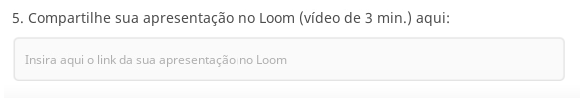 5. Compartilhe sua apresentação no Loom (vídeo de 3 min.) aqui:
Insira aqui o link da sua apresentação no Loom